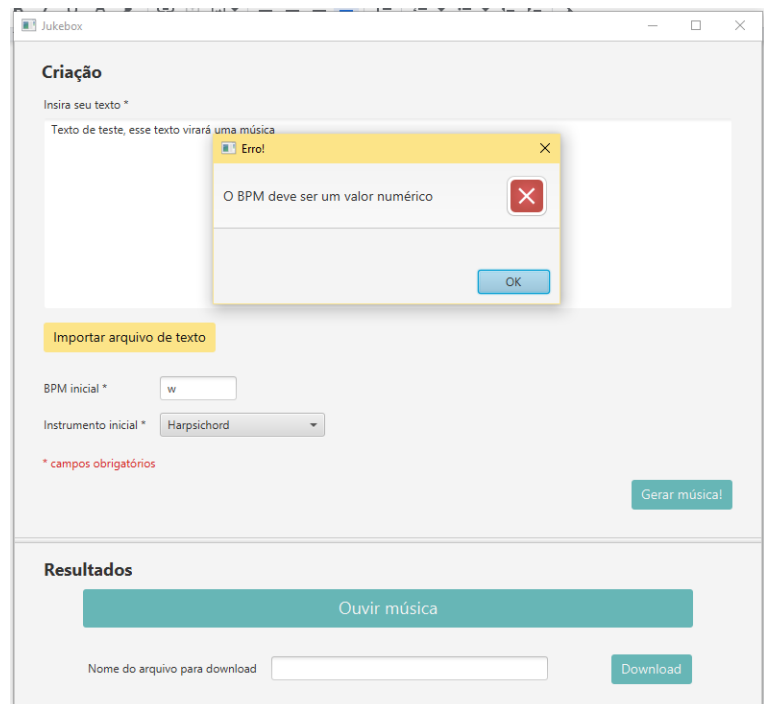 Jukebox
Criação
Insira seu texto *
Texto de teste, esse texto virará uma música
Erro!
O BPM deve ser um valor numérico
OK
Importar arquivo de texto
BPM inicial *
w
Instrumento inicial *
Harpsichord
* campos obrigatórios
Gerar música!
Resultados
Ouvir música
Nome do arquivo para download
Download